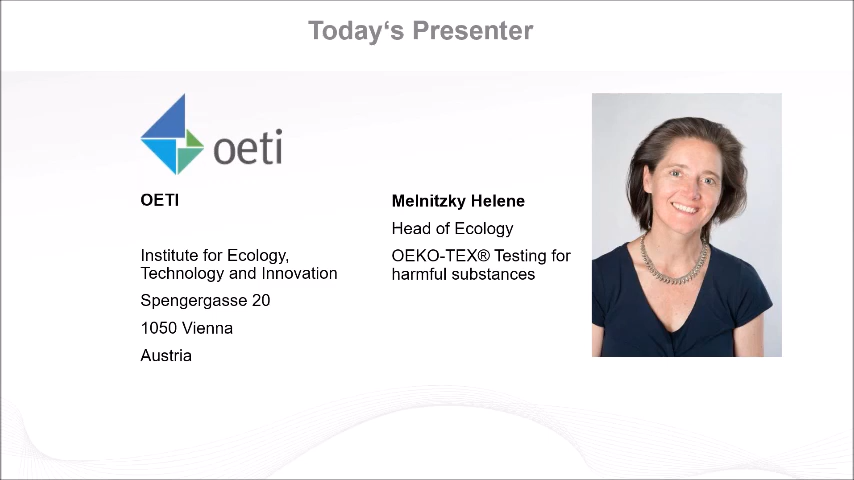 Today‘s Presenter
oeti
OETI
Institute for Ecology,
Technology and Innovation
Spengergasse 20
1050 Vienna
Austria
Melnitzky Helene
Head of Ecology
OEKO-TEX® Testing for
harmful substances